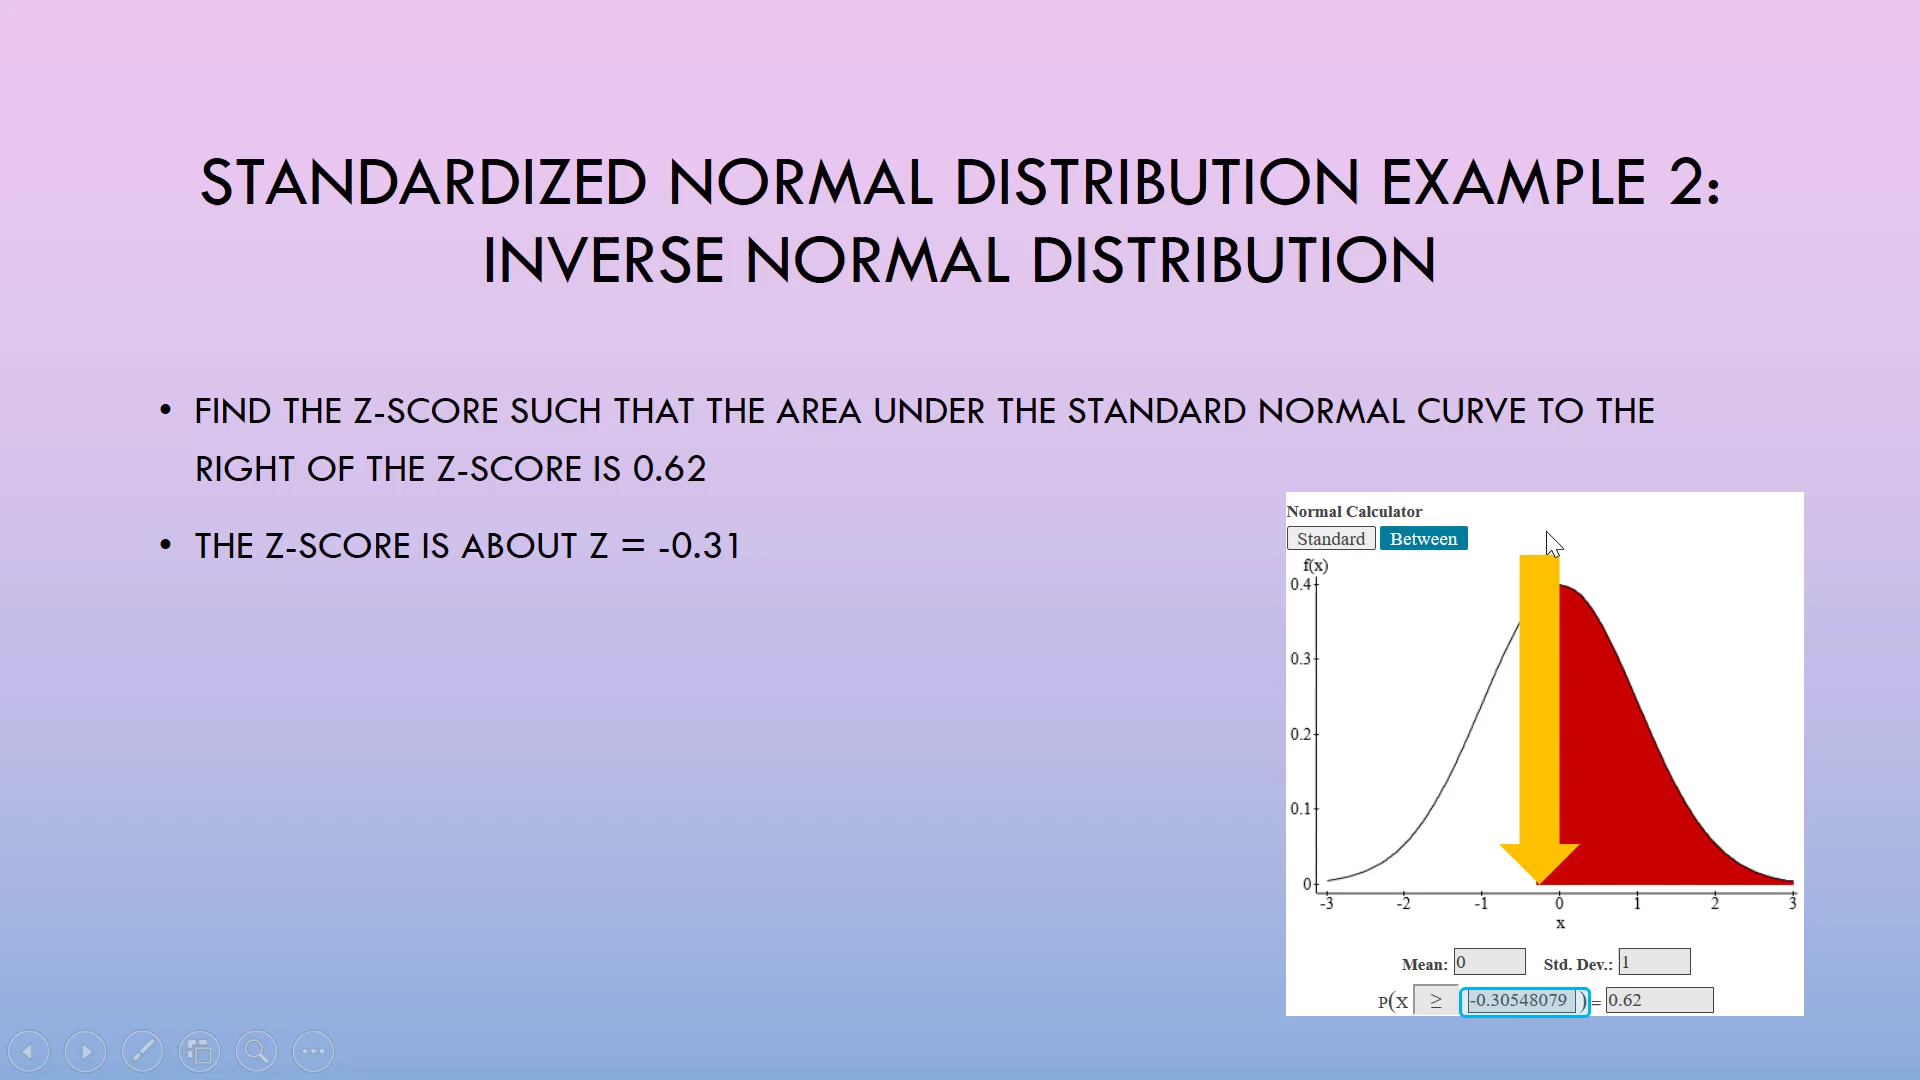 STANDARDIZED NORMAL DISTRIBUTION EXAMPLE 2:
INVERSE NORMAL DISTRIBUTION
• FIND THE Z-SCORE SUCH THAT THE AREA UNDER THE STANDARD NORMAL CURVE TO THE
RIGHT OF THE Z-SCORE IS 0.62
• THE Z-SCORE IS ABOUT Z = -0.31
Normal Calculator
Standard Between
f(x)
0.4
0.3
0.2
0.1
0
-3 -2 -1 0 1 2 3
x
Mean: 0 Std. Dev.: 1
P(X ≥ -0.30548079 ) = 0.62